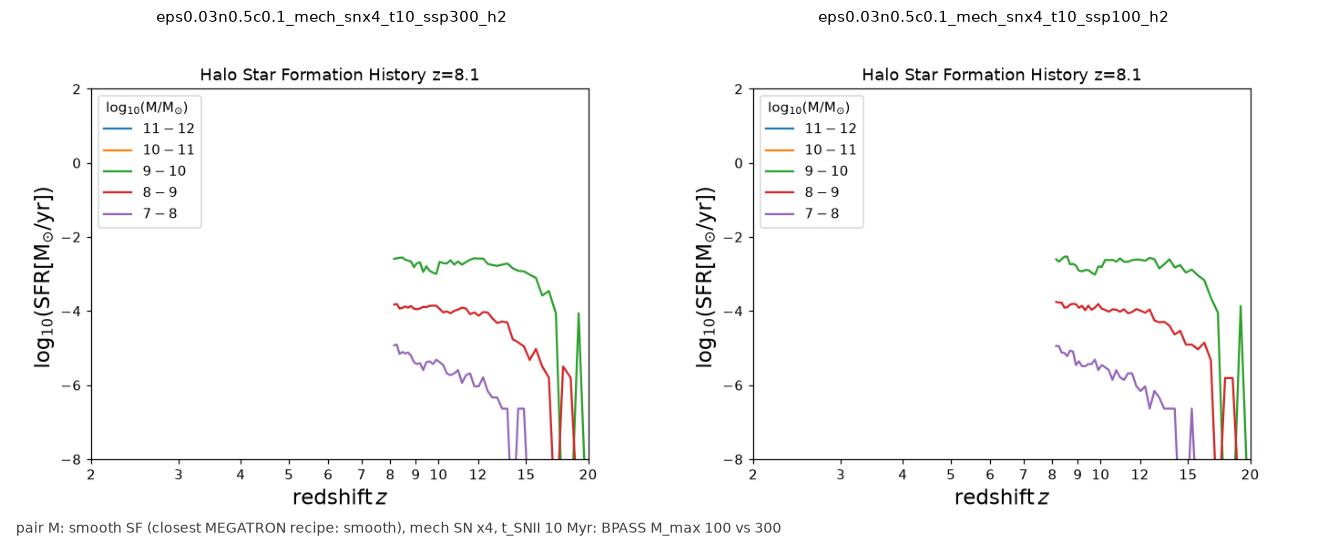 eps0.03n0.5c0.1_mech_snx4_t10_ssp300_h2
Halo Star Formation History z=8.1
log₁₀(SFR[M⊙/yr])
2
0
−2
−4
−6
−8
log₁₀(M/M⊙)
11 − 12
10 − 11
9 − 10
8 − 9
7 − 8
2 3 4 5 6 7 8 9 10 12 15 20
redshift z
eps0.03n0.5c0.1_mech_snx4_t10_ssp100_h2
Halo Star Formation History z=8.1
log₁₀(SFR[M⊙/yr])
2
0
−2
−4
−6
−8
log₁₀(M/M⊙)
11 − 12
10 − 11
9 − 10
8 − 9
7 − 8
2 3 4 5 6 7 8 9 10 12 15 20
redshift z
pair M: smooth SF (closest MEGATRON recipe: smooth), mech SN x4, t_SNII 10 Myr: BPASS M_max 100 vs 300